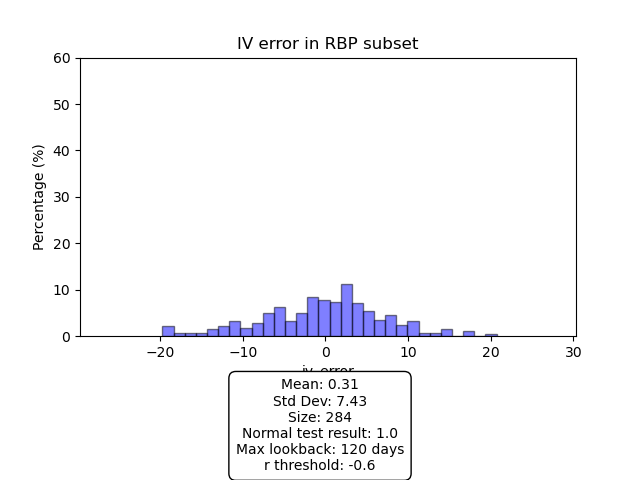 IV error in RBP subset
Percentage (%)
60
50
40
30
20
10
0
−20 −10 0 10 20 30
iv_error
Mean: 0.31
Std Dev: 7.43
Size: 284
Normal test result: 1.0
Max lookback: 120 days
r threshold: -0.6